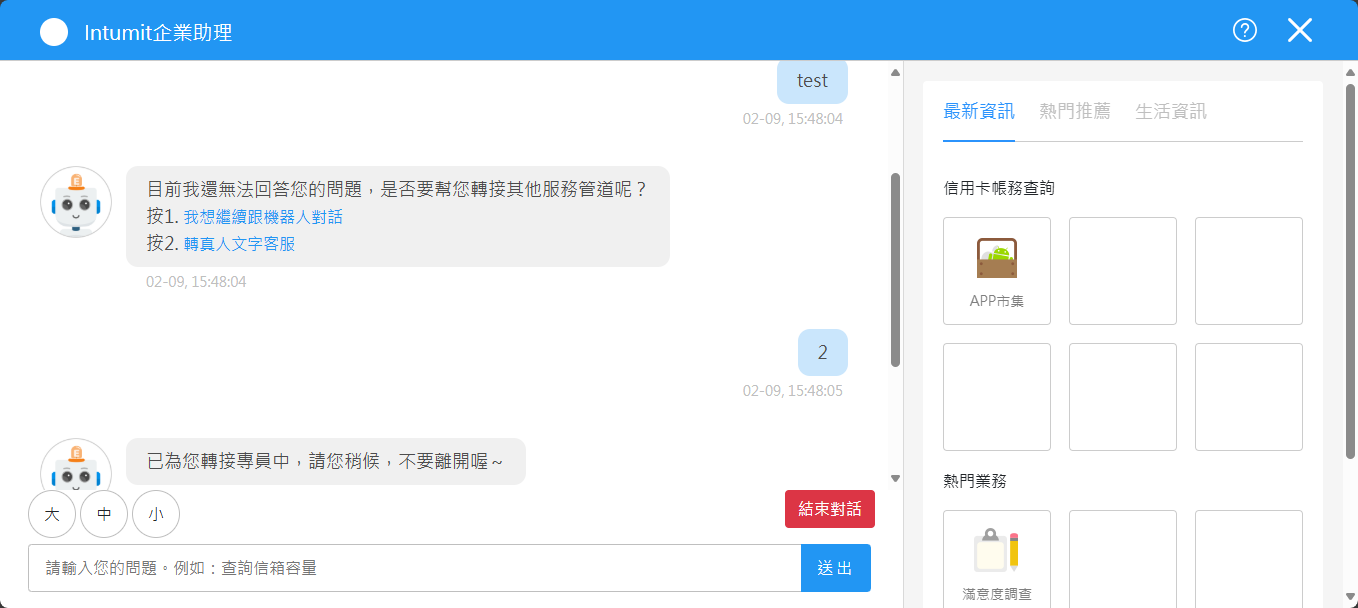 Intumit企業助理
test
02-09, 15:48:04
目前我還無法回答您的問題，是否要幫您轉接其他服務管道呢？
按1. 我想繼續跟機器人對話
按2. 轉真人文字客服
02-09, 15:48:04
2
02-09, 15:48:05
已為您轉接專員中，請您稍候，不要離開喔～
大 中 小
結束對話
請輸入您的問題。例如：查詢信箱容量
送出
最新資訊 熱門推薦 生活資訊
信用卡帳務查詢
APP市集
熱門業務
滿意度調查